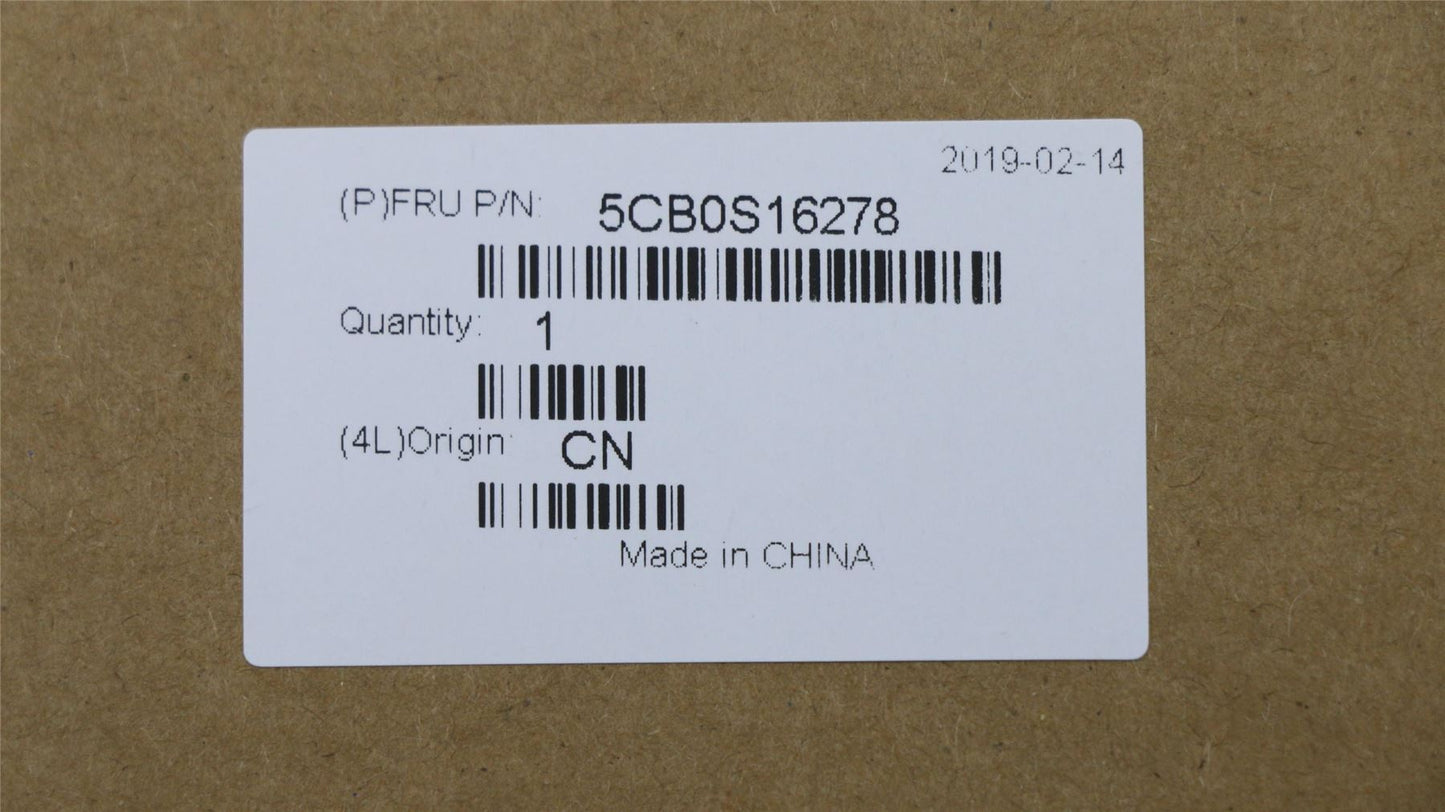 2019-02-14
(P)FRU P/N: 5CB0S16278
Quantity: 1
(4L)Origin: CN
Made in CHINA